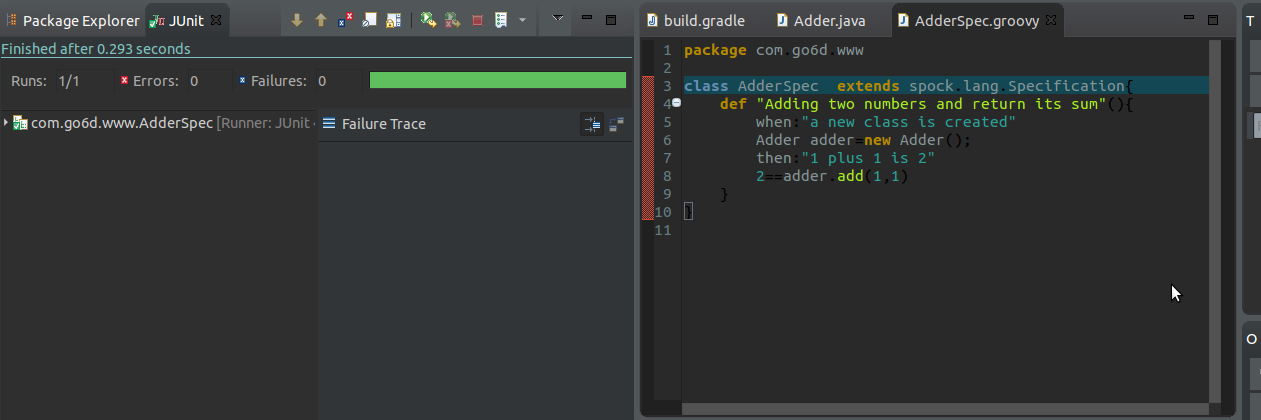 Package Explorer JUnit
Finished after 0.293 seconds
Runs: 1/1 Errors: 0 Failures: 0
com.go6d.www.AdderSpec [Runner: JUnit 4
Failure Trace
build.gradle Adder.java AdderSpec.groovy
1 package com.go6d.www
2
3 class AdderSpec  extends spock.lang.Specification{
4     def "Adding two numbers and return its sum"(){
5         when:"a new class is created"
6         Adder adder=new Adder();
7         then:"1 plus 1 is 2"
8         2==adder.add(1,1)
9     }
10 }
11
T
O